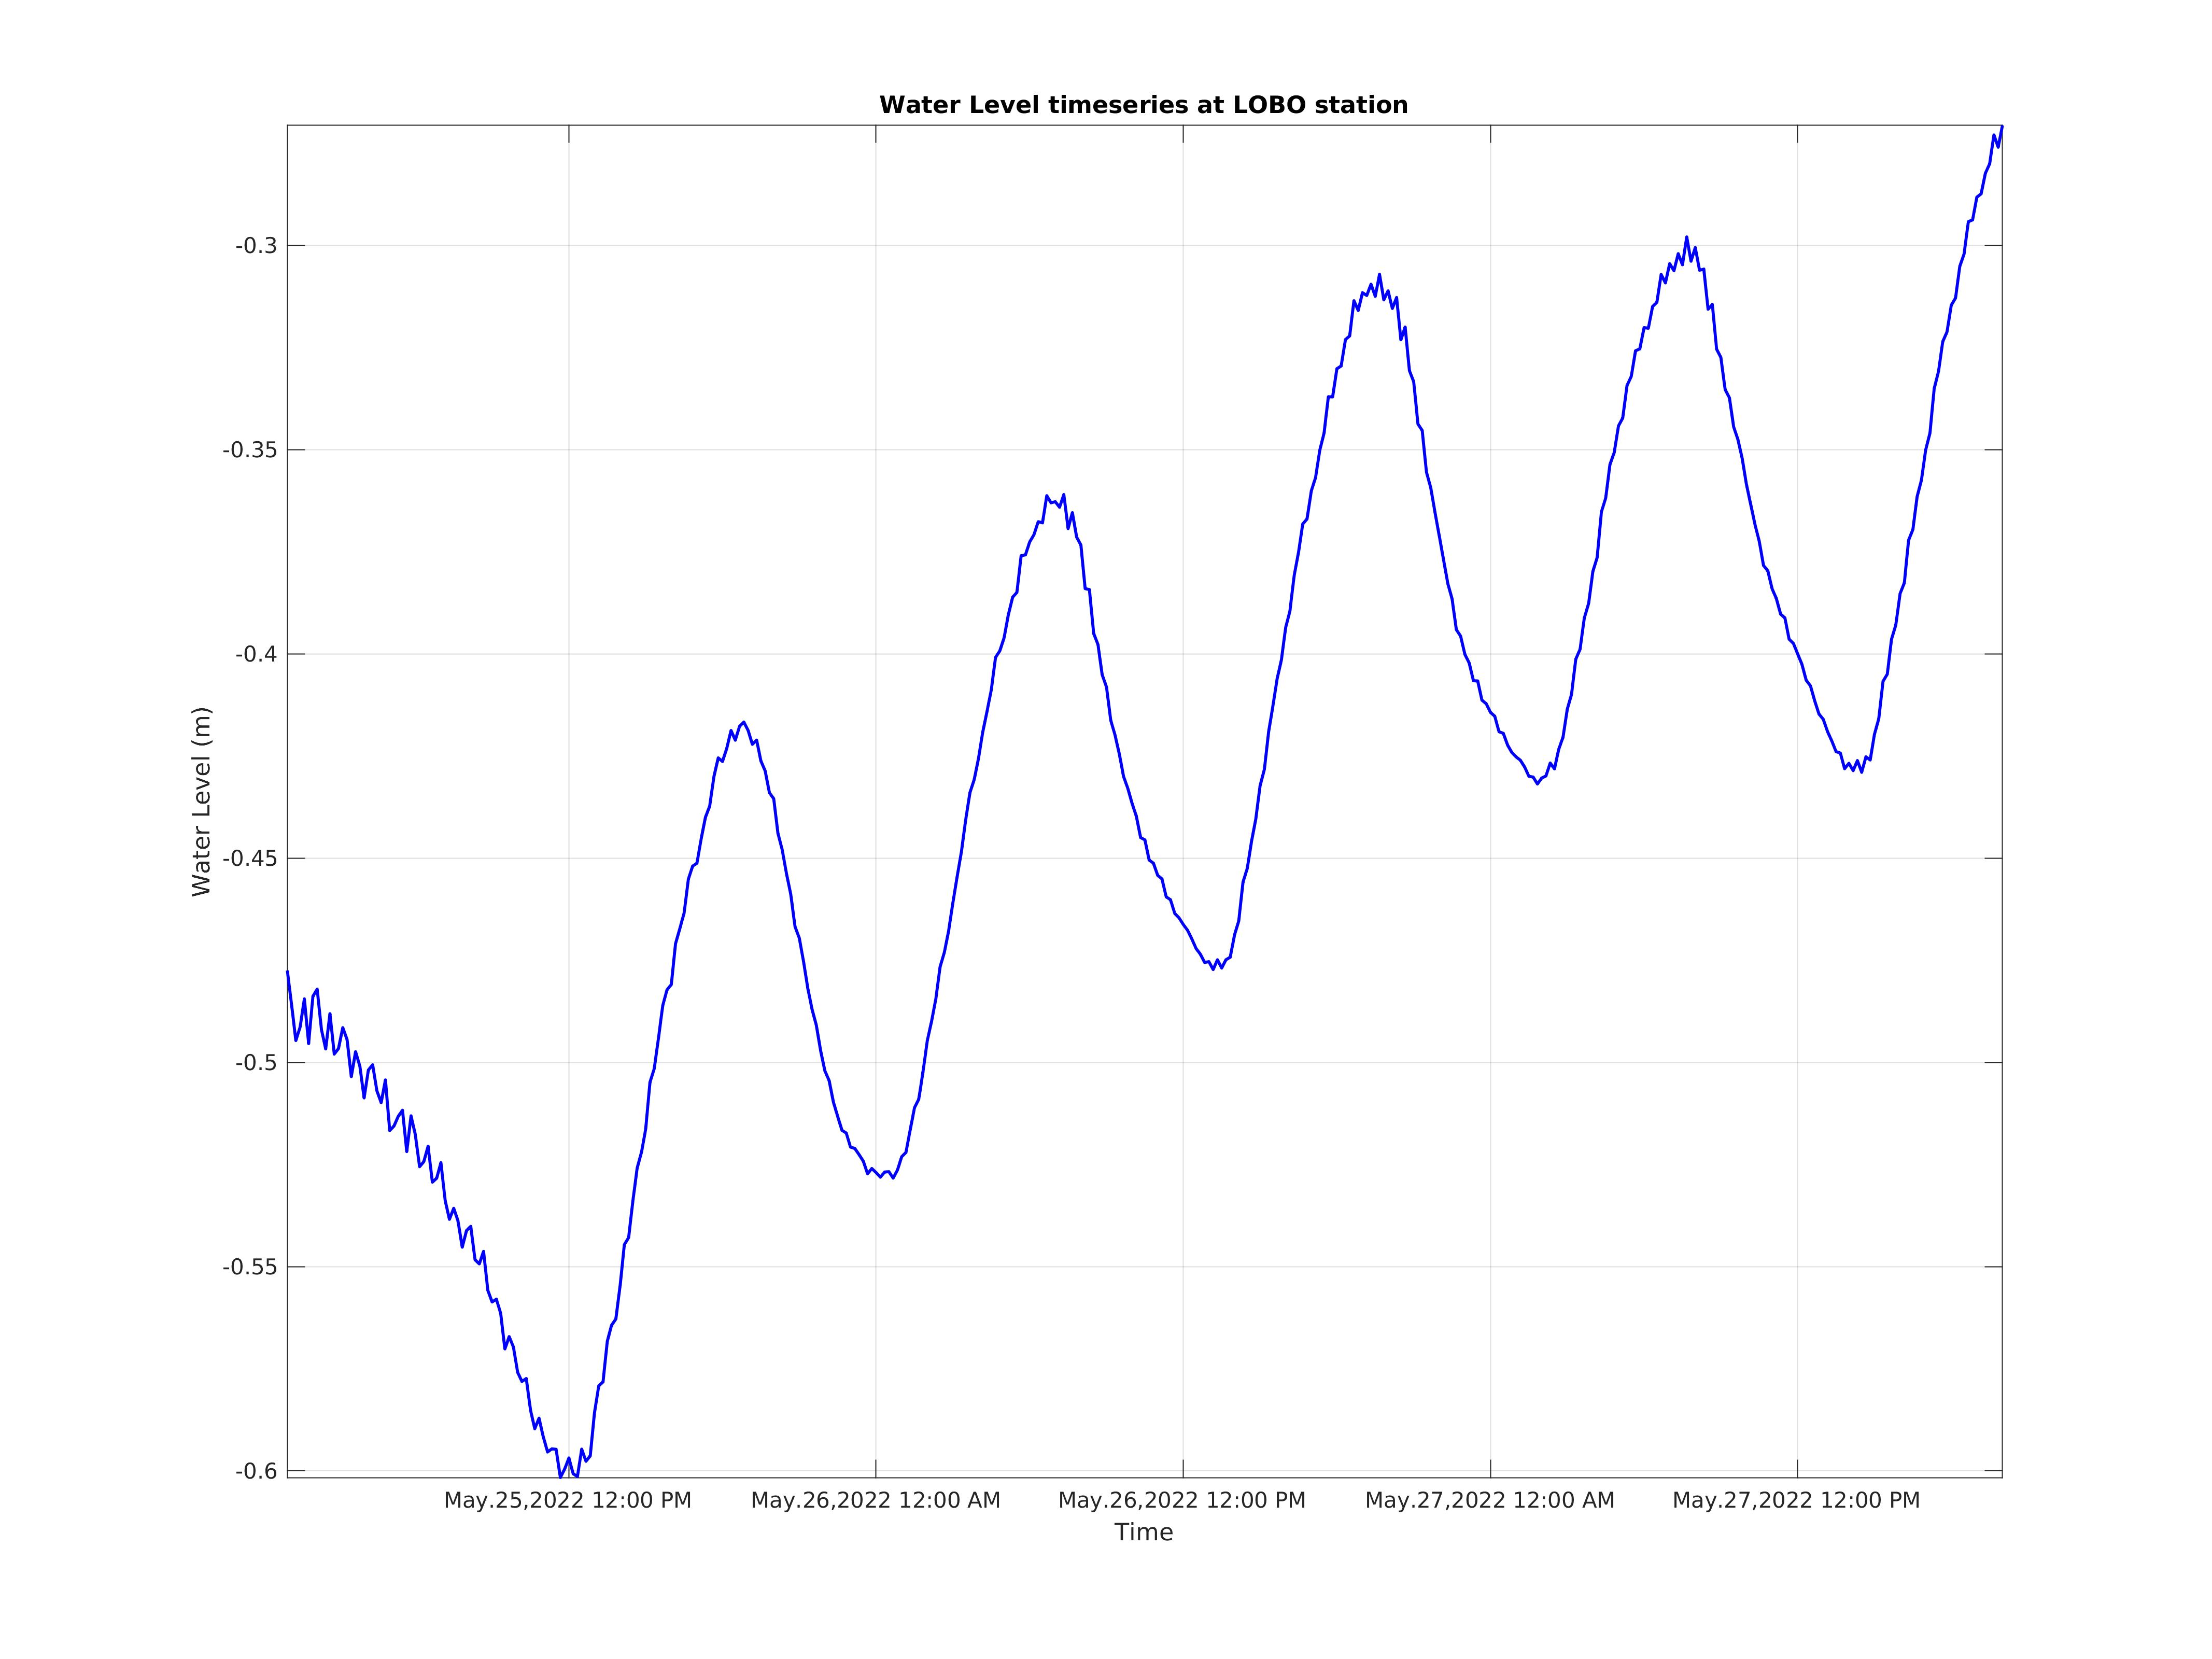 Water Level timeseries at LOBO station
-0.3
-0.35
-0.4
-0.45
-0.5
-0.55
-0.6
Water Level (m)
May.25,2022 12:00 PM
May.26,2022 12:00 AM
May.26,2022 12:00 PM
May.27,2022 12:00 AM
May.27,2022 12:00 PM
Time